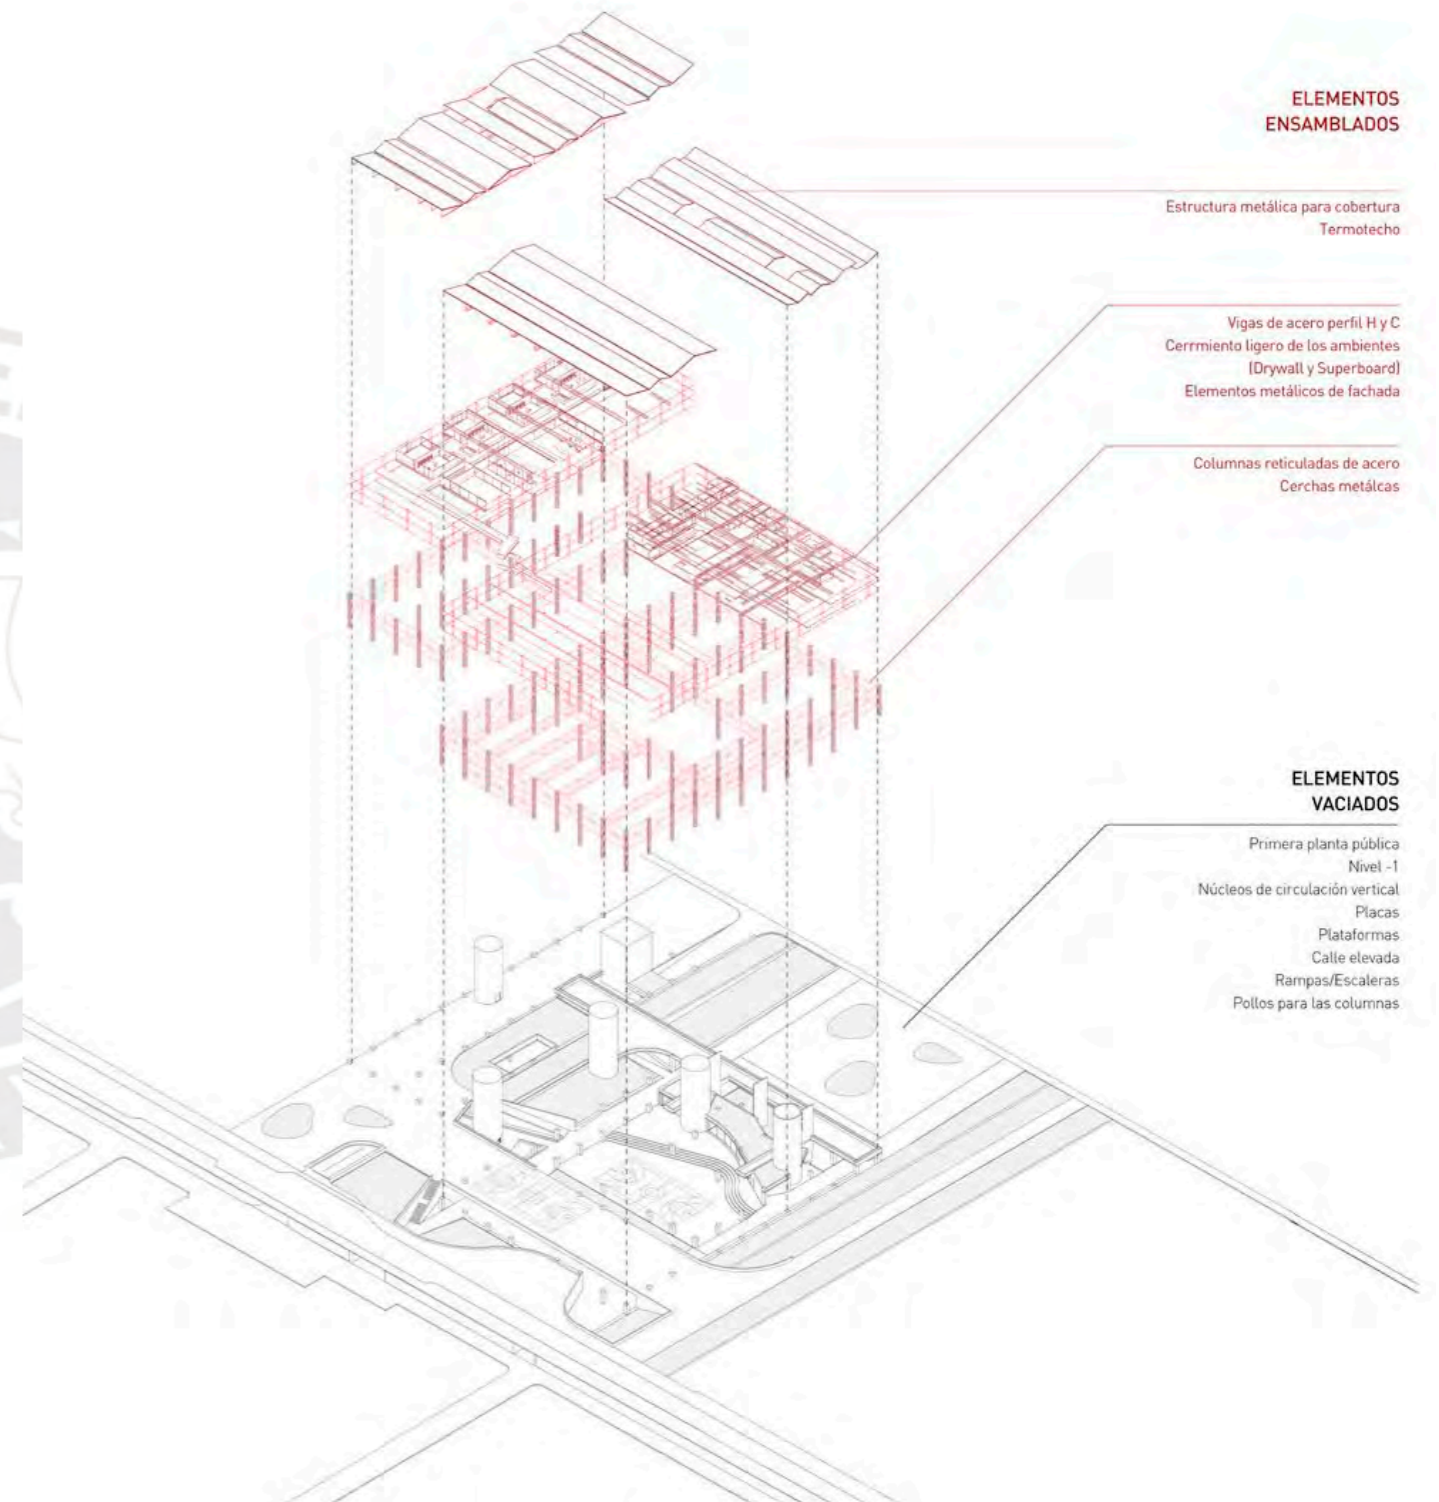 ELEMENTOS
ENSAMBLADOS
Estructura metálica para cobertura
Termotecho
Vigas de acero perfil H y C
Cerrmiento ligero de los ambientes
(Drywall y Superboard)
Elementos metálicos de fachada
Columnas reticuladas de acero
Cerchas metálcas
ELEMENTOS
VACIADOS
Primera planta pública
Nivel -1
Núcleos de circulación vertical
Placas
Plataformas
Calle elevada
Rampas/Escaleras
Pollos para las columnas